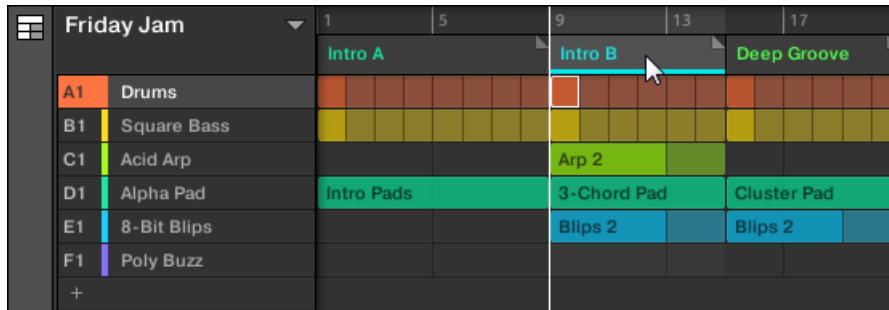 Friday Jam
1 5 9 13 17
Intro A Intro B Deep Groove
A1 Drums
B1 Square Bass
C1 Acid Arp Arp 2
D1 Alpha Pad Intro Pads 3-Chord Pad Cluster Pad
E1 8-Bit Blips Blips 2 Blips 2
F1 Poly Buzz
+